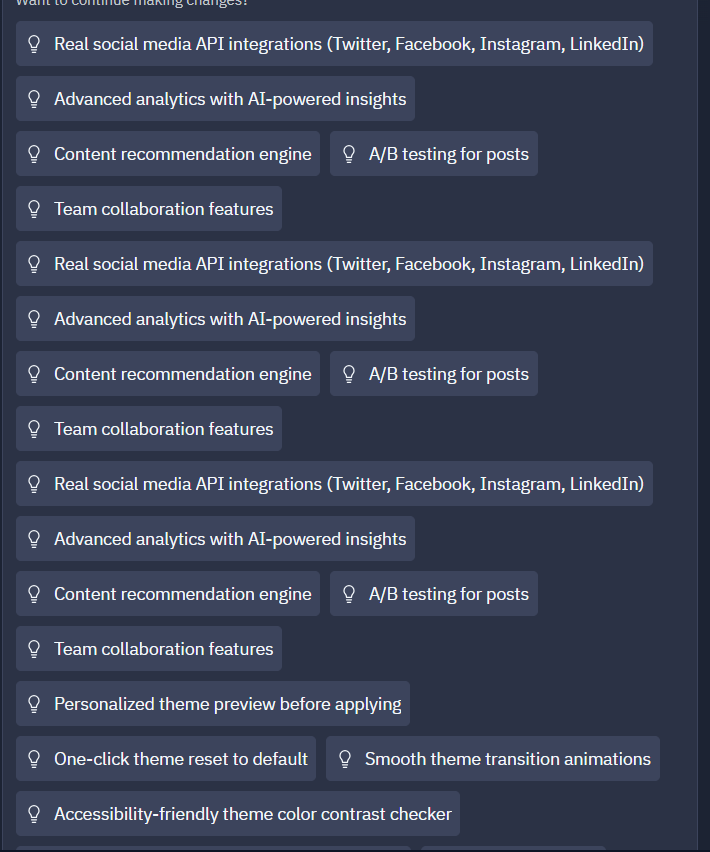 Want to continue making changes?
Real social media API integrations (Twitter, Facebook, Instagram, LinkedIn)
Advanced analytics with AI-powered insights
Content recommendation engine
A/B testing for posts
Team collaboration features
Real social media API integrations (Twitter, Facebook, Instagram, LinkedIn)
Advanced analytics with AI-powered insights
Content recommendation engine
A/B testing for posts
Team collaboration features
Real social media API integrations (Twitter, Facebook, Instagram, LinkedIn)
Advanced analytics with AI-powered insights
Content recommendation engine
A/B testing for posts
Team collaboration features
Personalized theme preview before applying
One-click theme reset to default
Smooth theme transition animations
Accessibility-friendly theme color contrast checker